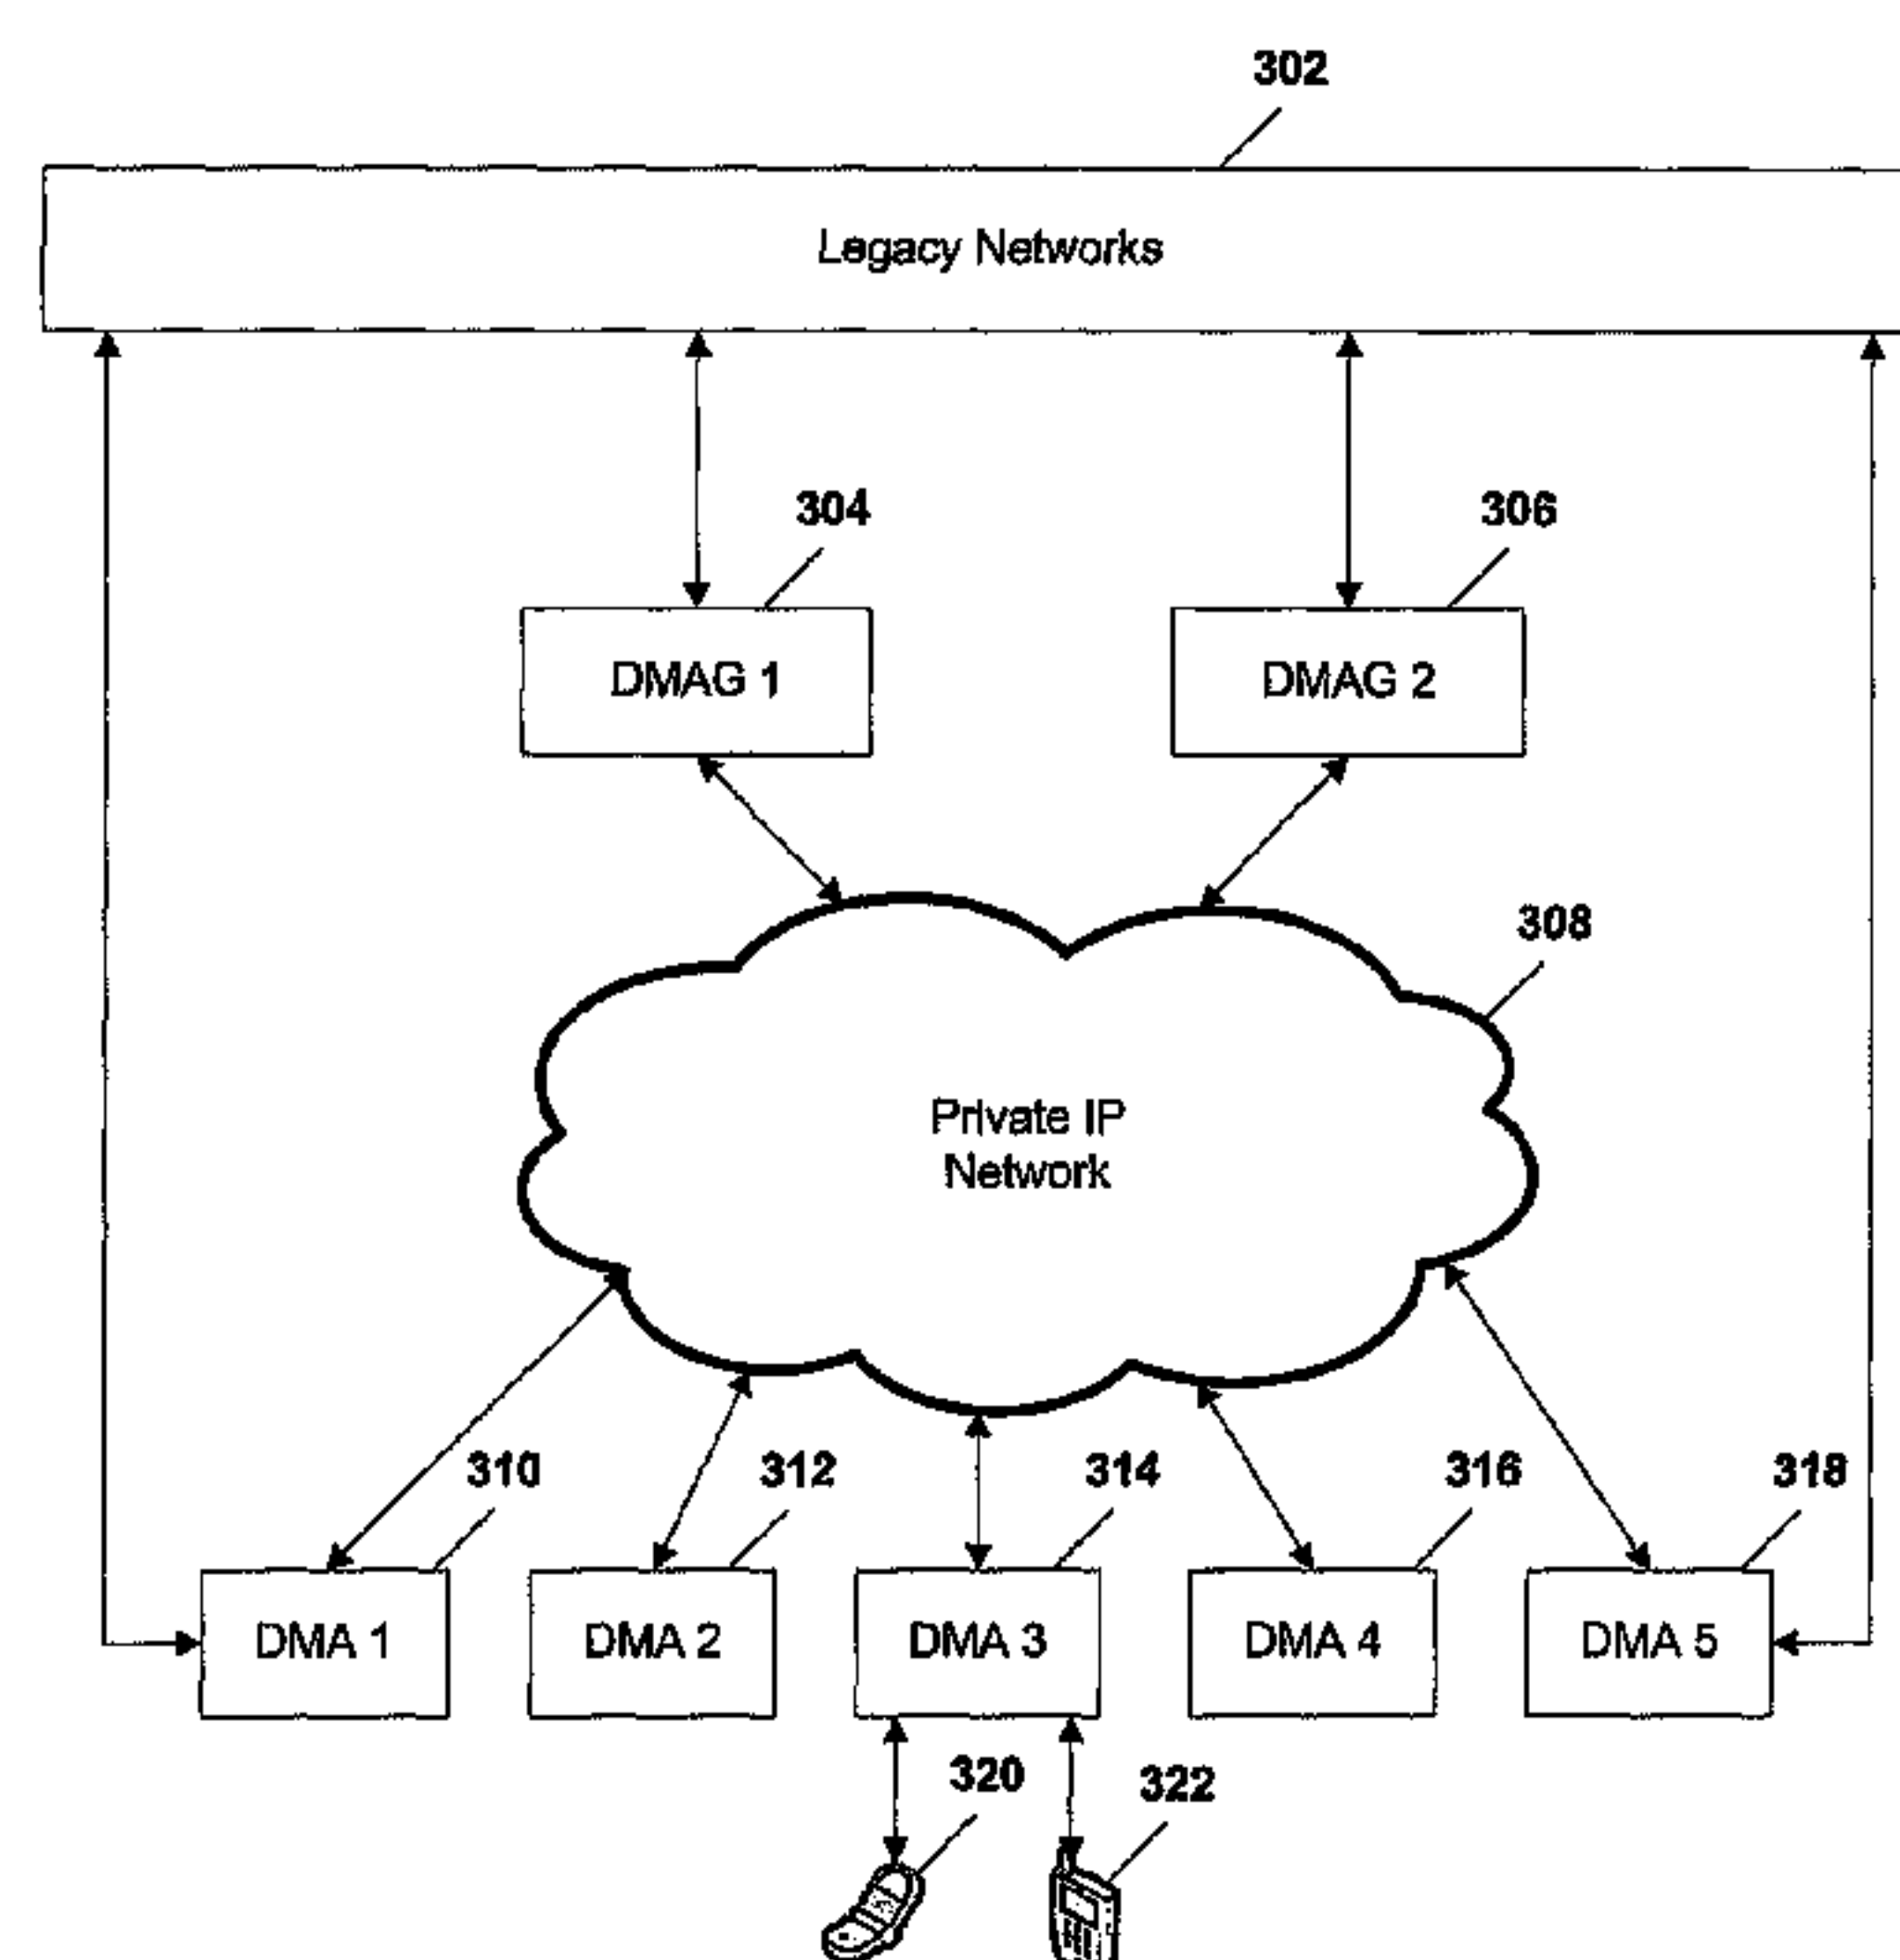 302
Legacy Networks
304
306
DMAG 1
DMAG 2
308
Private IP
Network
310
312
314
316
318
DMA 1
DMA 2
DMA 3
DMA 4
DMA 5
320
322